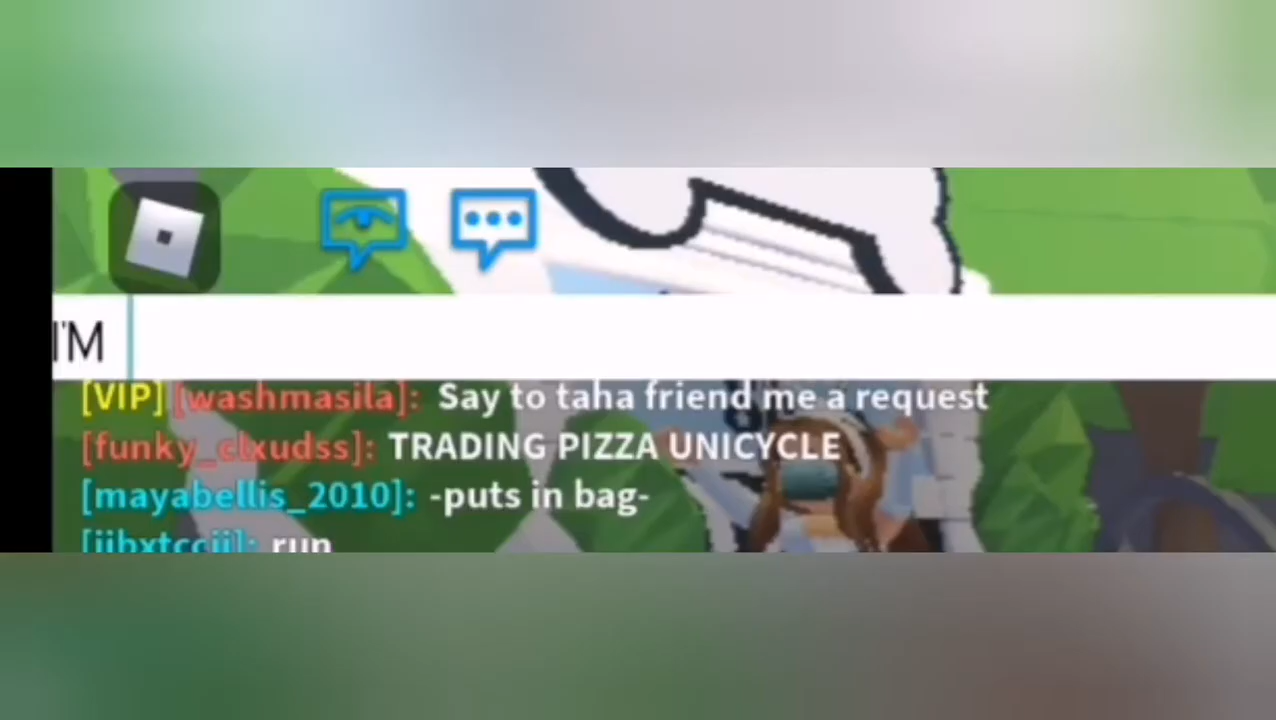 I'M
[VIP] [washmasila]: Say to taha friend me a request
[funky_clxudss]: TRADING PIZZA UNICYCLE
[mayabellis_2010]: -puts in bag-
run